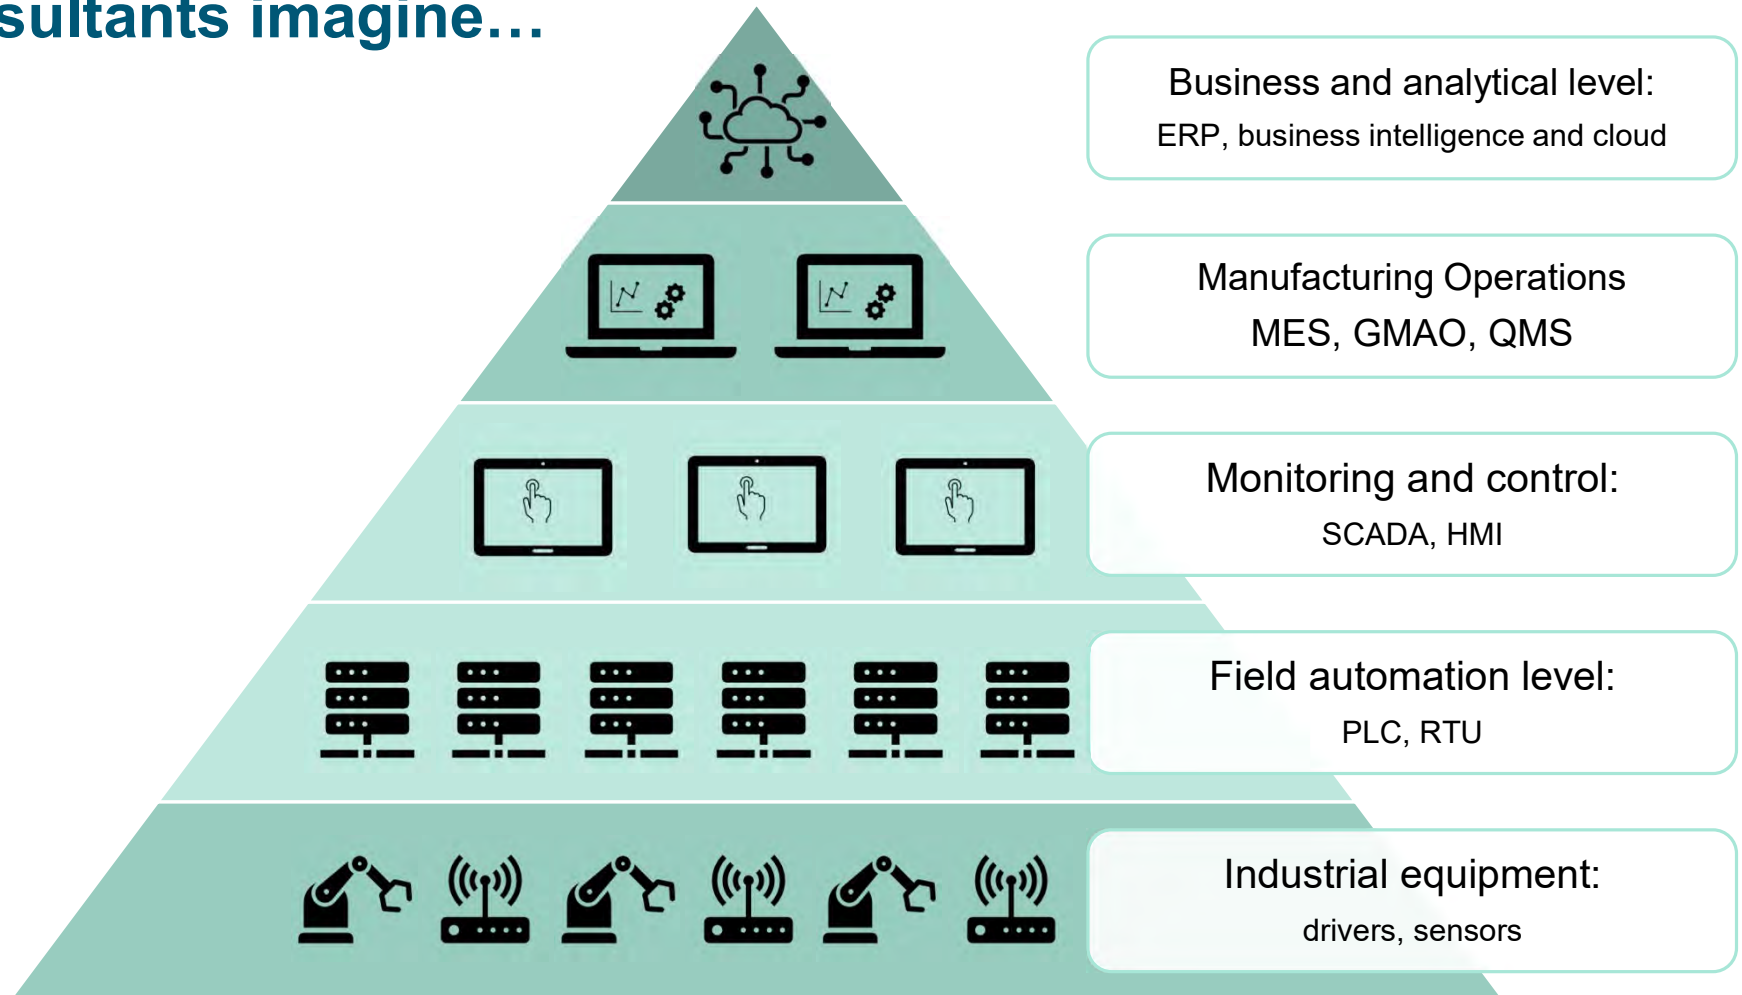 sultants imagine…
Business and analytical level:
ERP, business intelligence and cloud
Manufacturing Operations
MES, GMAO, QMS
Monitoring and control:
SCADA, HMI
Field automation level:
PLC, RTU
Industrial equipment:
drivers, sensors